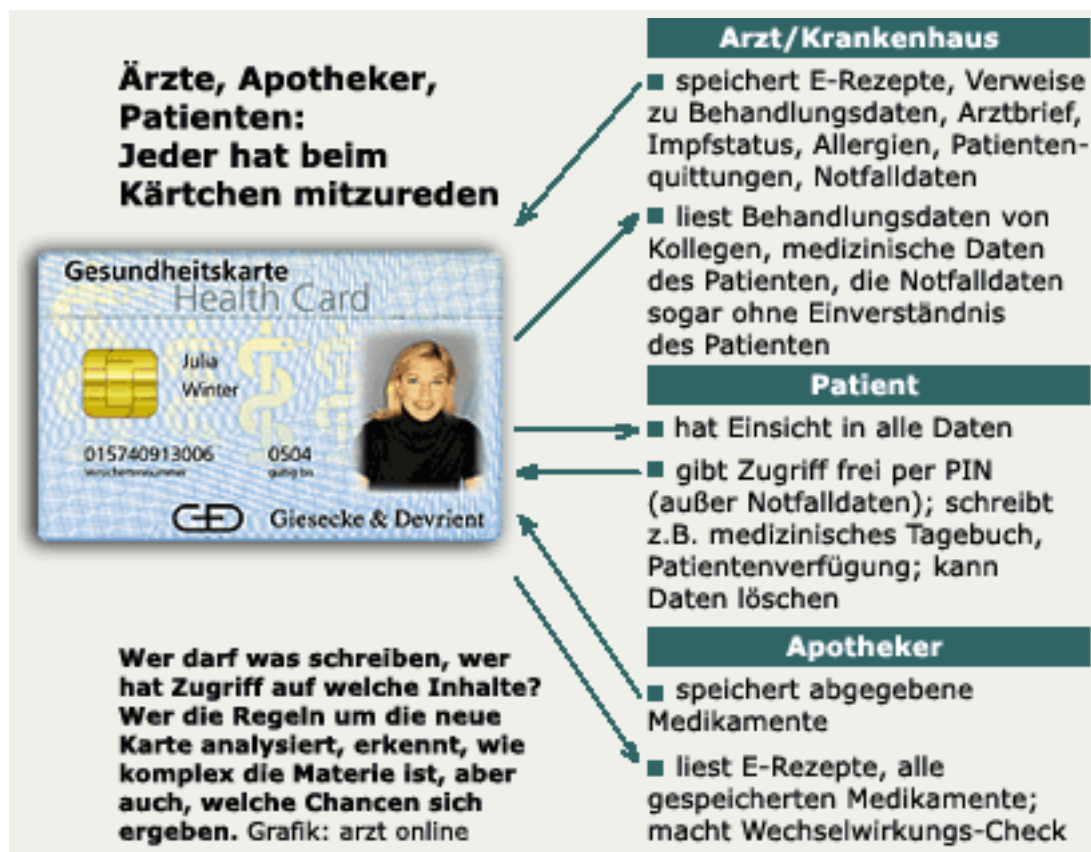 Ärzte, Apotheker,
Patienten:
Jeder hat beim
Kärtchen mitzureden
Gesundheitskarte
Health Card
Julia
Winter
015740913006
0504
Versichertennummer
gültig bis
Giesecke & Devrient
Wer darf was schreiben, wer
hat Zugriff auf welche Inhalte?
Wer die Regeln um die neue
Karte analysiert, erkennt, wie
komplex die Materie ist, aber
auch, welche Chancen sich
ergeben. Grafik: arzt online
Arzt/Krankenhaus
speichert E-Rezepte, Verweise
zu Behandlungsdaten, Arztbrief,
Impfstatus, Allergien, Patienten-
quittungen, Notfalldaten
liest Behandlungsdaten von
Kollegen, medizinische Daten
des Patienten, die Notfalldaten
sogar ohne Einverständnis
des Patienten
Patient
hat Einsicht in alle Daten
gibt Zugriff frei per PIN
(außer Notfalldaten); schreibt
z.B. medizinisches Tagebuch,
Patientenverfügung; kann
Daten löschen
Apotheker
speichert abgegebene
Medikamente
liest E-Rezepte, alle
gespeicherten Medikamente;
macht Wechselwirkungs-Check